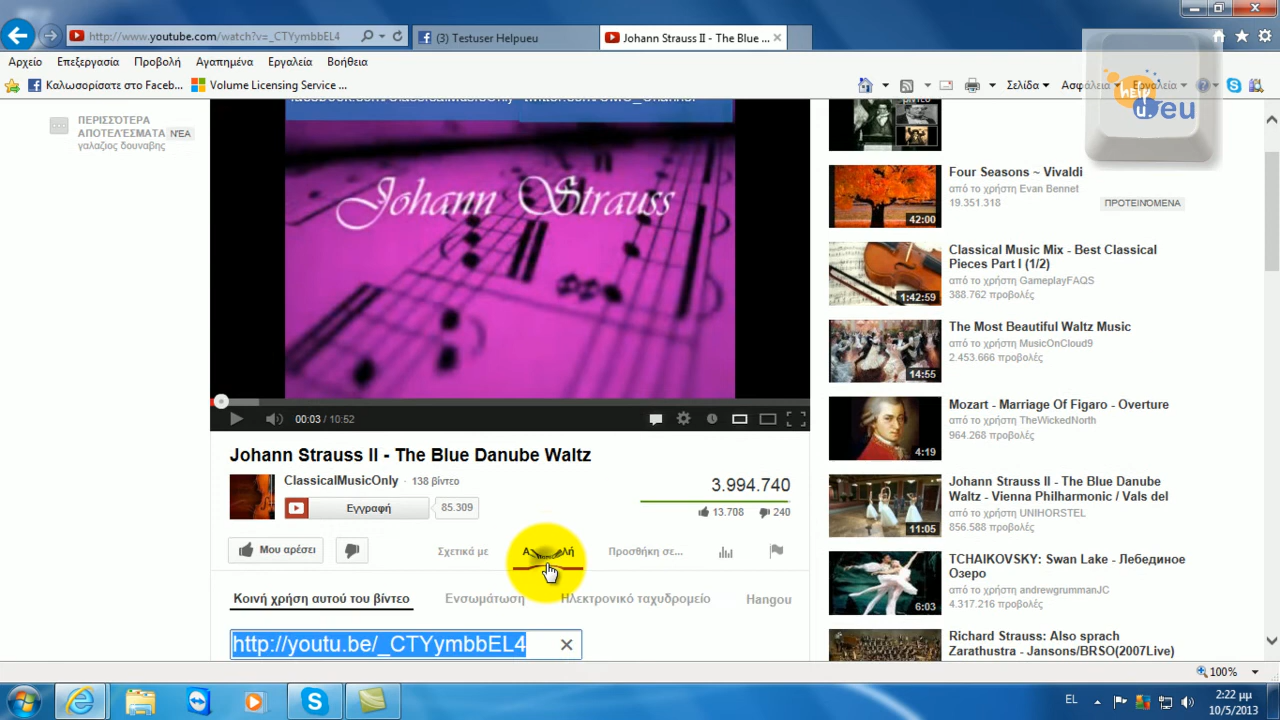 http://www.youtube.com/watch?v=_CTYymbbEL4
(3) Testuser Helpueu
Johann Strauss II - The Blue ...
Αρχείο Επεξεργασία Προβολή Αγαπημένα Εργαλεία Βοήθεια
Καλωσορίσατε στο Faceb...
Volume Licensing Service ...
Σελίδα Ασφάλεια Εργαλεία
help u. eu
ΠΕΡΙΣΣΌΤΕΡΑ
ΑΠΟΤΕΛΈΣΜΑΤΑ ΝΈΑ
γαλαζιος δουναβης
Johann Strauss
00:03 / 10:52
Johann Strauss II - The Blue Danube Waltz
ClassicalMusicOnly · 138 βίντεο
Εγγραφή 85.309
3.994.740
13.708 240
Μου αρέσει
Σχετικά με
Προσθήκη σε...
Κοινή χρήση αυτού του βίντεο
Ενσωμάτωση
Ηλεκτρονικό ταχυδρομείο
Hangou
http://youtu.be/_CTYymbbEL4
Four Seasons ~ Vivaldi
από το χρήστη Evan Bennet
19.351.318
ΠΡΟΤΕΙΝΌΜΕΝΑ
42:00
Classical Music Mix - Best Classical
Pieces Part I (1/2)
από το χρήστη GameplayFAQS
388.762 προβολές
1:42:59
The Most Beautiful Waltz Music
από το χρήστη MusicOnCloud9
2.453.666 προβολές
14:55
Mozart - Marriage Of Figaro - Overture
από το χρήστη TheWickedNorth
964.268 προβολές
4:19
Johann Strauss II - The Blue Danube
Waltz - Vienna Philharmonic / Vals del
από το χρήστη UNIHORSTEL
856.588 προβολές
11:05
TCHAIKOVSKY: Swan Lake - Лебединое
Озеро
από το χρήστη andrewgrummanJC
4.317.216 προβολές
6:03
Richard Strauss: Also sprach
Zarathustra - Jansons/BRSO(2007Live)
100%
EL
2:22 μμ
10/5/2013